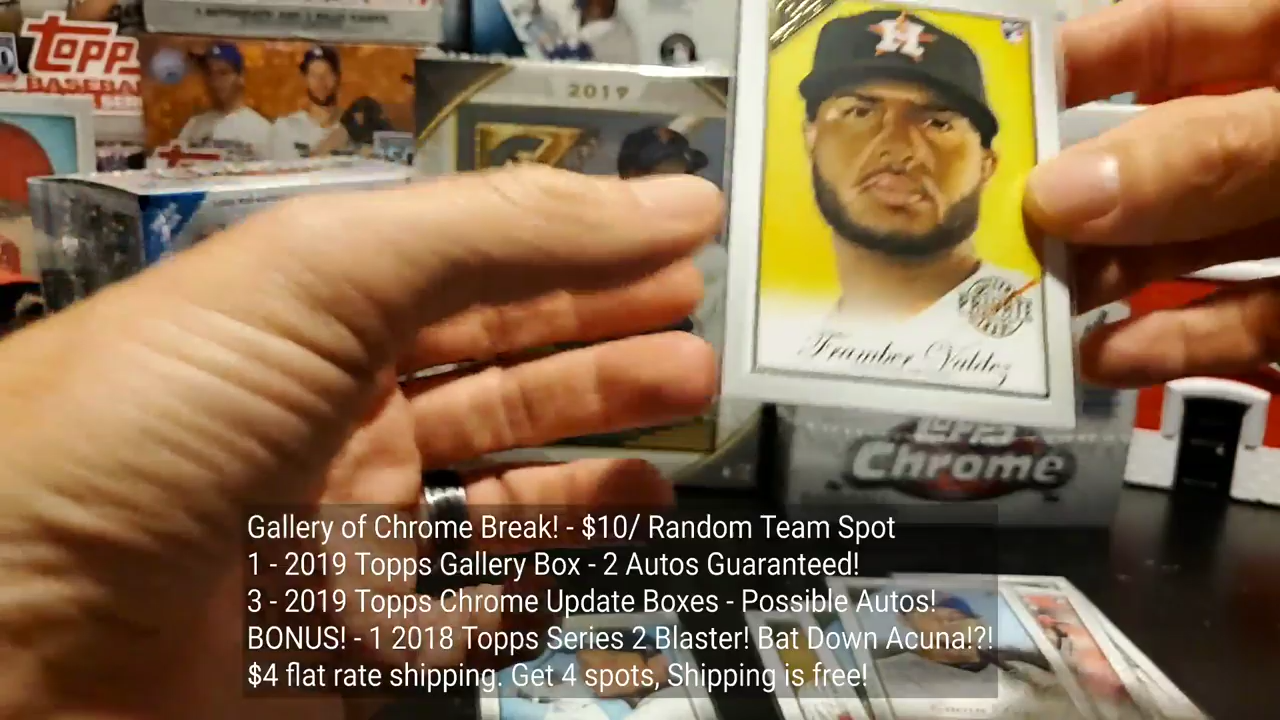 TOPPS
BASEBALL
2019
H
PRIVATE
Framber Valdez
TOPPS
Chrome
Gallery of Chrome Break! - $10/ Random Team Spot
1 - 2019 Topps Gallery Box - 2 Autos Guaranteed!
3 - 2019 Topps Chrome Update Boxes - Possible Autos!
BONUS! - 1 2018 Topps Series 2 Blaster! Bat Down Acuna!?!
$4 flat rate shipping. Get 4 spots, Shipping is free!